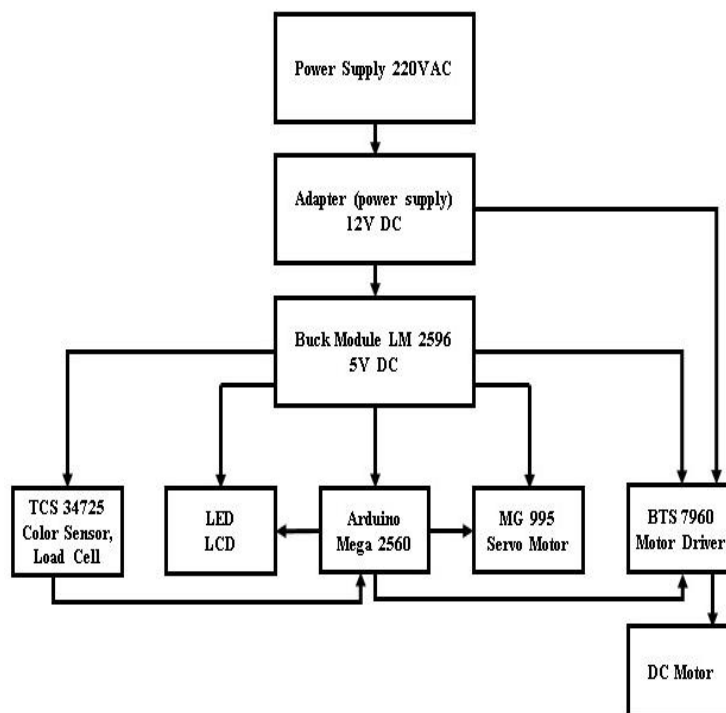 Power Supply 220VAC
Adapter (power supply)
12V DC
Buck Module LM 2596
5V DC
TCS 34725
Color Sensor,
Load Cell
LED
LCD
Arduino
Mega 2560
MG 995
Servo Motor
BTS 7960
Motor Driver
DC Motor